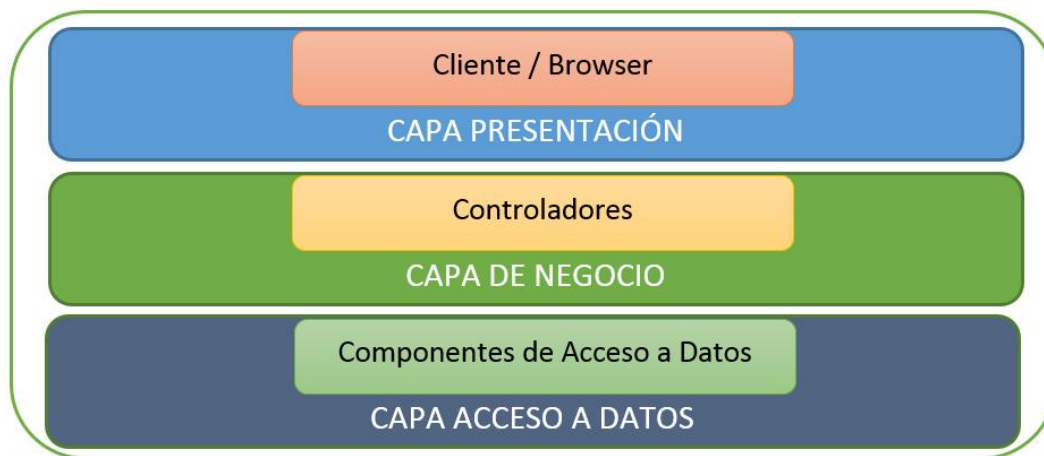 Cliente / Browser
CAPA PRESENTACIÓN
Controladores
CAPA DE NEGOCIO
Componentes de Acceso a Datos
CAPA ACCESO A DATOS